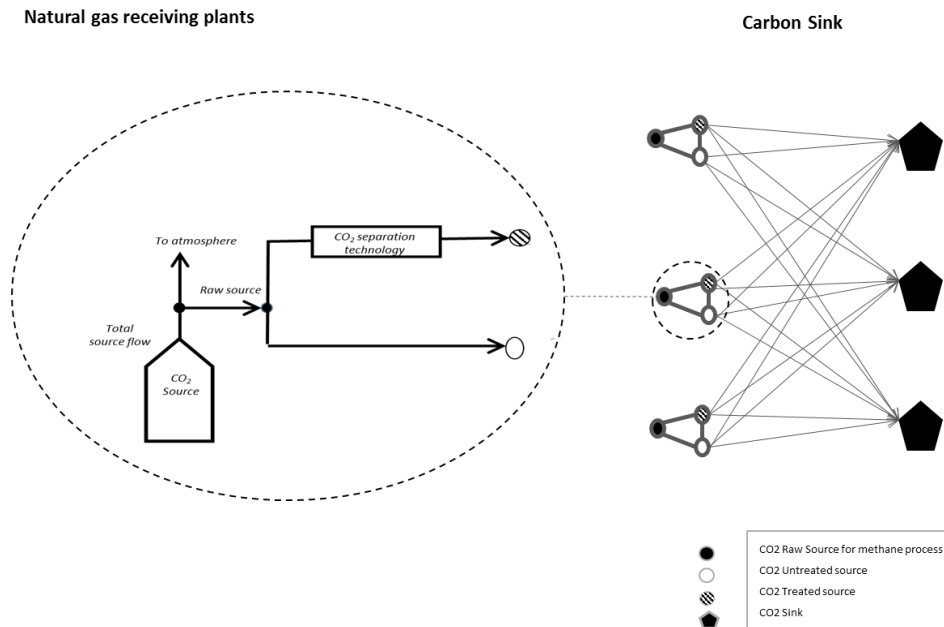 Natural gas receiving plants
Carbon Sink
To atmosphere
Raw source
CO₂ separation
technology
Total
source flow
CO₂
Source
CO2 Raw Source for methane process
CO2 Untreated source
CO2 Treated source
CO2 Sink